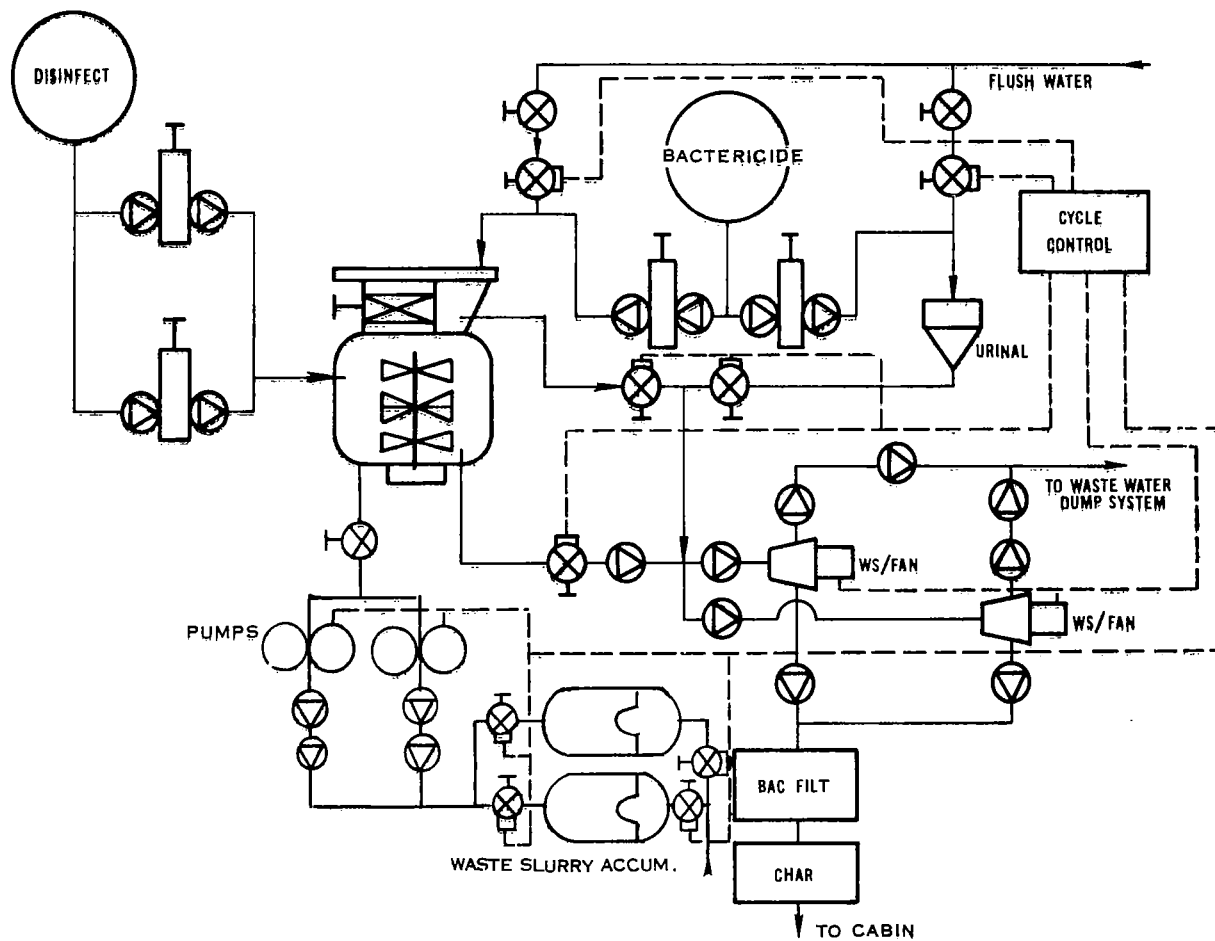 DISINFECT
FLUSH WATER
BACTERICIDE
CYCLE
CONTROL
URINAL
TO WASTE WATER
DUMP SYSTEM
WS/FAN
WS/FAN
PUMPS
BAC FILT
WASTE SLURRY ACCUM.
CHAR
TO CABIN